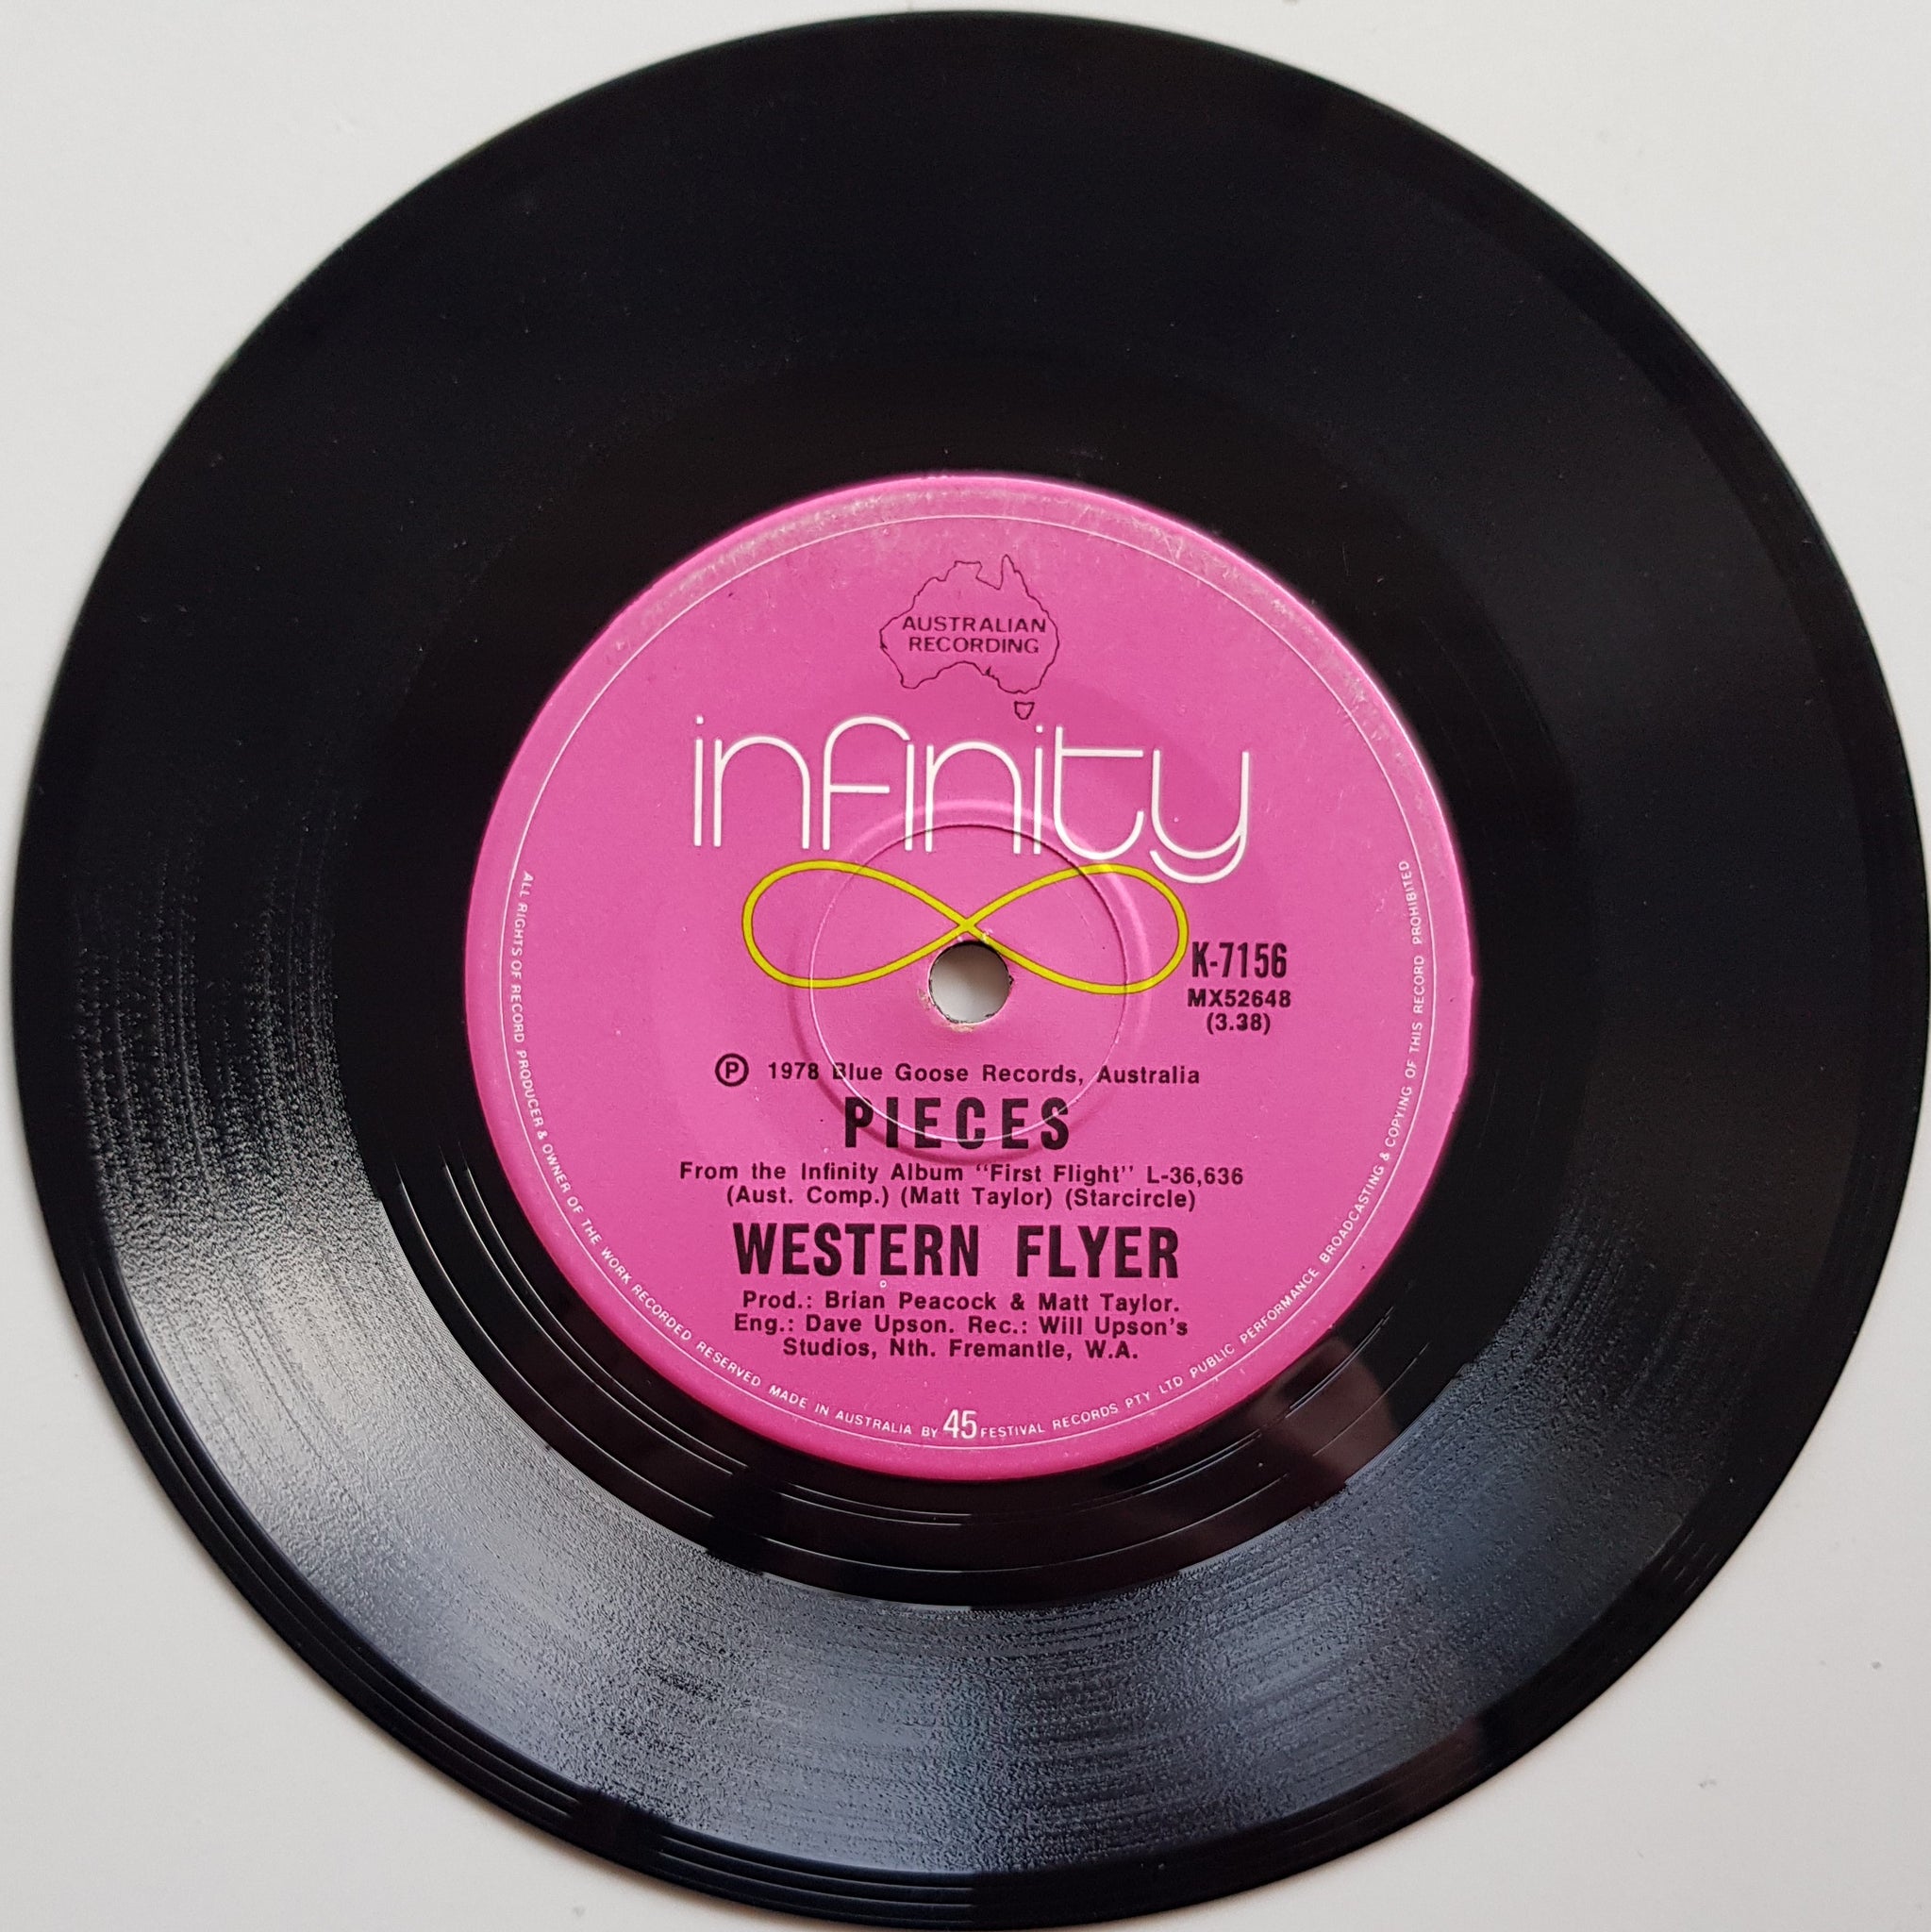 AUSTRALIAN
RECORDING
infinity
K-7156
MX52648
(3.38)
Ⓟ 1978 Blue Goose Records, Australia
PIECES
From the Infinity Album "First Flight" L-36,636
(Aust. Comp.) (Matt Taylor) (Starcircle)
WESTERN FLYER
Prod.: Brian Peacock & Matt Taylor.
Eng.: Dave Upson. Rec.: Will Upson's
Studios, Nth. Fremantle, W.A.
ALL RIGHTS OF RECORD PRODUCER & OWNER OF THE WORK RECORDED RESERVED MADE IN AUSTRALIA BY 45 FESTIVAL RECORDS PTY LTD PUBLIC PERFORMANCE BROADCASTING & COPYING OF THIS RECORD PROHIBITED